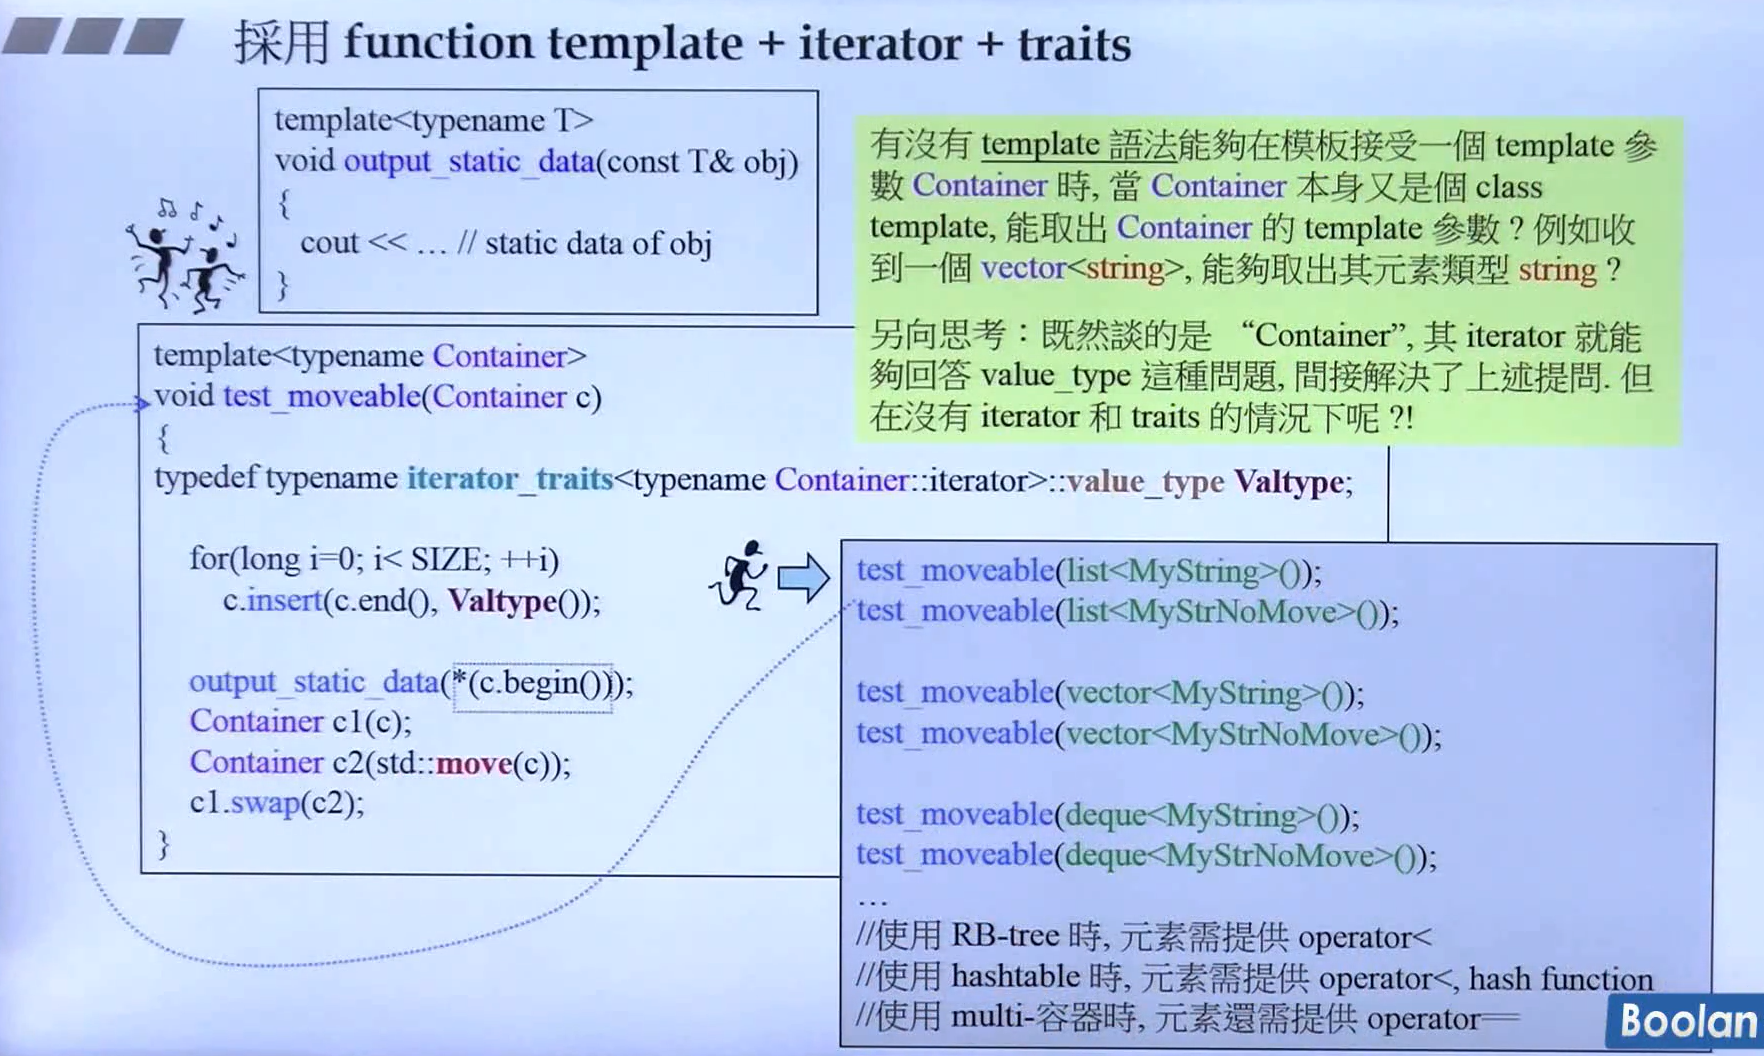 採用 function template + iterator + traits
template<typename T>
void output_static_data(const T& obj)
{
cout << … // static data of obj
}
有沒有 template 語法能夠在模板接受一個 template 參
數 Container 時, 當 Container 本身又是個 class
template, 能取出 Container 的 template 參數 ? 例如收
到一個 vector<string>, 能夠取出其元素類型 string ?
另向思考：既然談的是 “Container”, 其 iterator 就能
夠回答 value_type 這種問題, 間接解決了上述提問. 但
在沒有 iterator 和 traits 的情況下呢 ?!
template<typename Container>
void test_moveable(Container c)
{
typedef typename iterator_traits<typename Container::iterator>::value_type Valtype;
for(long i=0; i< SIZE; ++i)
c.insert(c.end(), Valtype());
output_static_data(*(c.begin()));
Container c1(c);
Container c2(std::move(c));
c1.swap(c2);
}
test_moveable(list<MyString>());
test_moveable(list<MyStrNoMove>());
test_moveable(vector<MyString>());
test_moveable(vector<MyStrNoMove>());
test_moveable(deque<MyString>());
test_moveable(deque<MyStrNoMove>());
…
//使用 RB-tree 時, 元素需提供 operator<
//使用 hashtable 時, 元素需提供 operator<, hash function
//使用 multi-容器時, 元素還需提供 operator==
Boolan